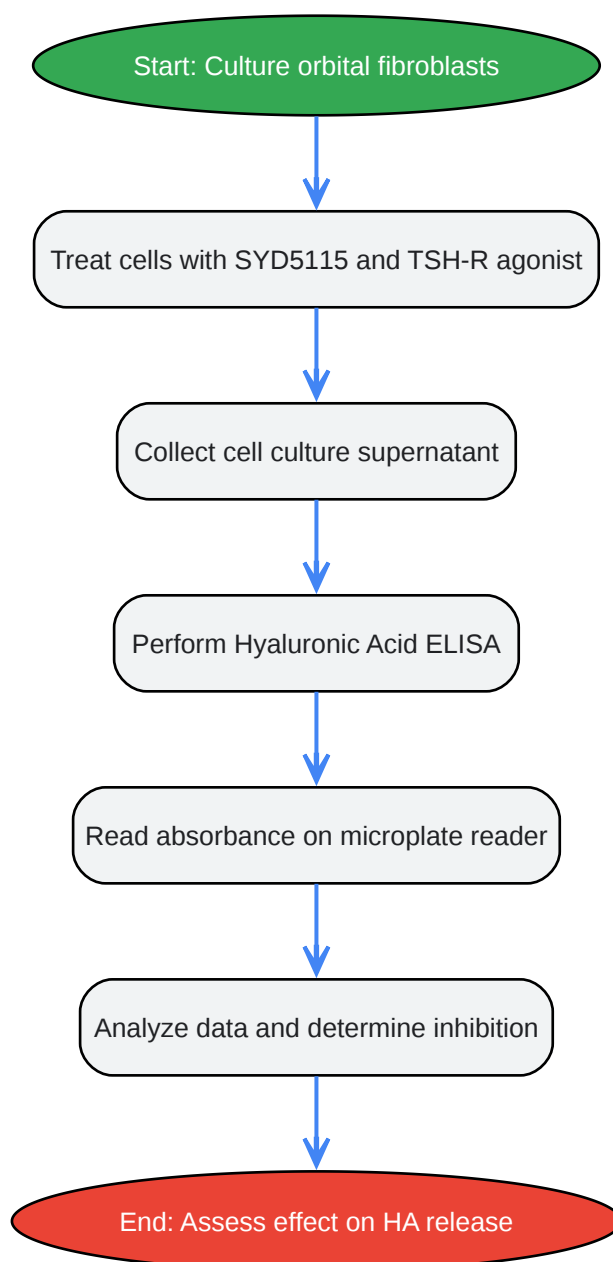 Start: Culture orbital fibroblasts
Treat cells with SYD5115 and TSH-R agonist
Collect cell culture supernatant
Perform Hyaluronic Acid ELISA
Read absorbance on microplate reader
Analyze data and determine inhibition
End: Assess effect on HA release